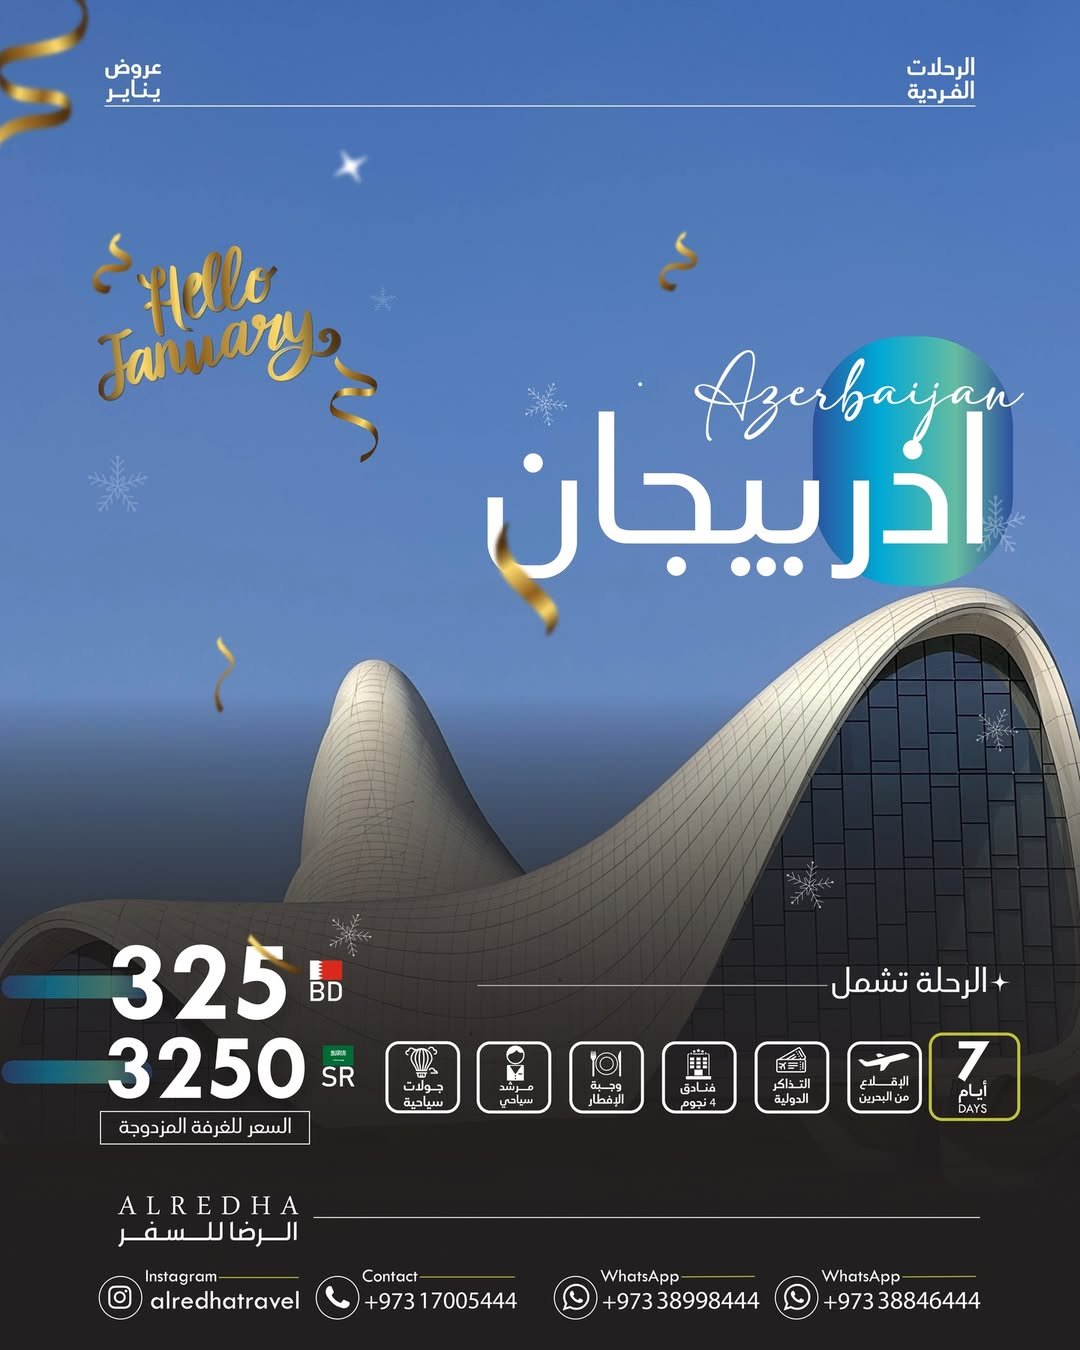 الرحلات
الفردية
عروض
يناير
Hello
January
Azerbaijan
اذربيجان
325 BD
3250 SR
السعر للغرفة المزدوجة
الرحلة تشمل
7
أيام
DAYS
الإقلاع
من البحرين
التذاكر
الدولية
فنادق
4 نجوم
وجبة
الإفطار
مرشد
سياحي
جولات
سياحية
ALREDHA
الرضا للسفر
Instagram
alredhatravel
Contact
+973 17005444
WhatsApp
+973 38998444
WhatsApp
+973 38846444